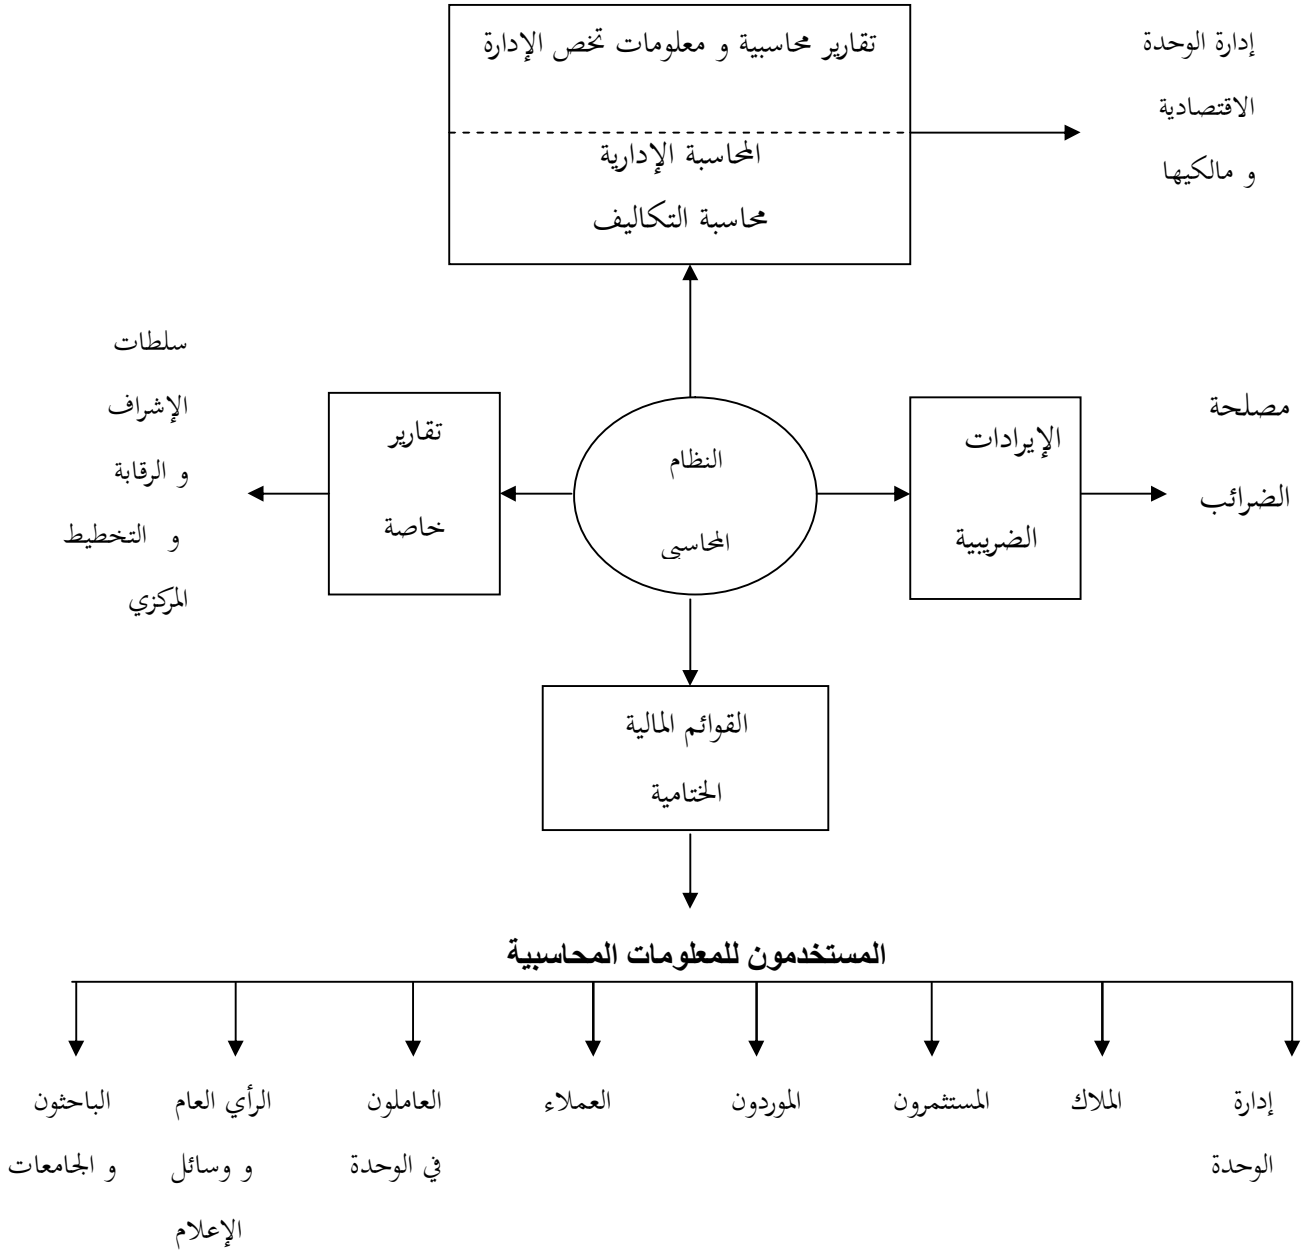 تقارير محاسبية و معلومات تخص الإدارة
المحاسبة الإدارية
محاسبة التكاليف
إدارة الوحدة
الاقتصادية
و مالكيها
مصلحة
الضرائب
الإيرادات
الضريبية
النظام
المحاسبي
تقارير
خاصة
سلطات
الإشراف
و الرقابة
و التخطيط
المركزي
القوائم المالية
الختامية
المستخدمون للمعلومات المحاسبية
إدارة
الوحدة
الملاك
المستثمرون
الموردون
العملاء
العاملون
في الوحدة
الرأي العام
و وسائل
الإعلام
الباحثون
و الجامعات